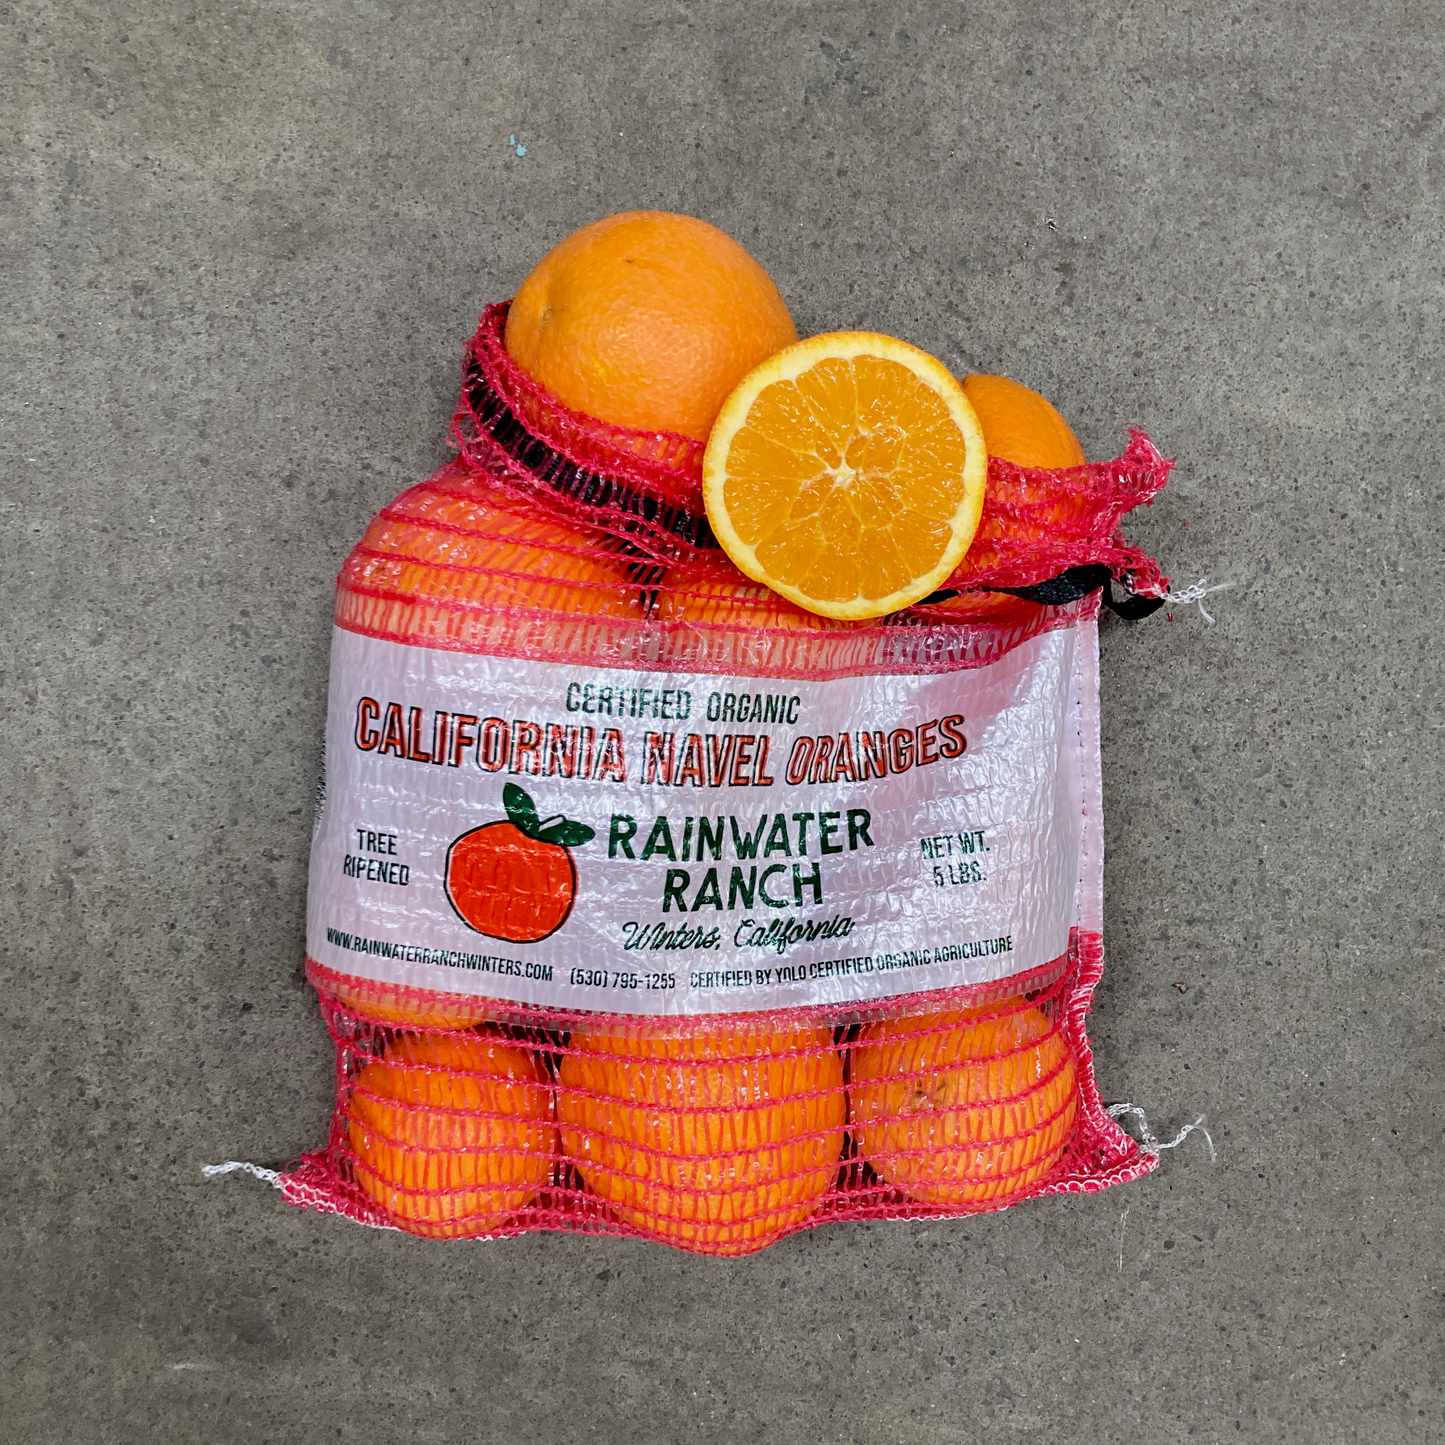 CERTIFIED ORGANIC
CALIFORNIA NAVEL ORANGES
TREE
RIPENED
RAINWATER
RANCH
Winters, California
NET WT.
5 LBS.
WWW.RAINWATERRANCHWINTERS.COM (530) 795-1255 CERTIFIED BY YOLO CERTIFIED ORGANIC AGRICULTURE